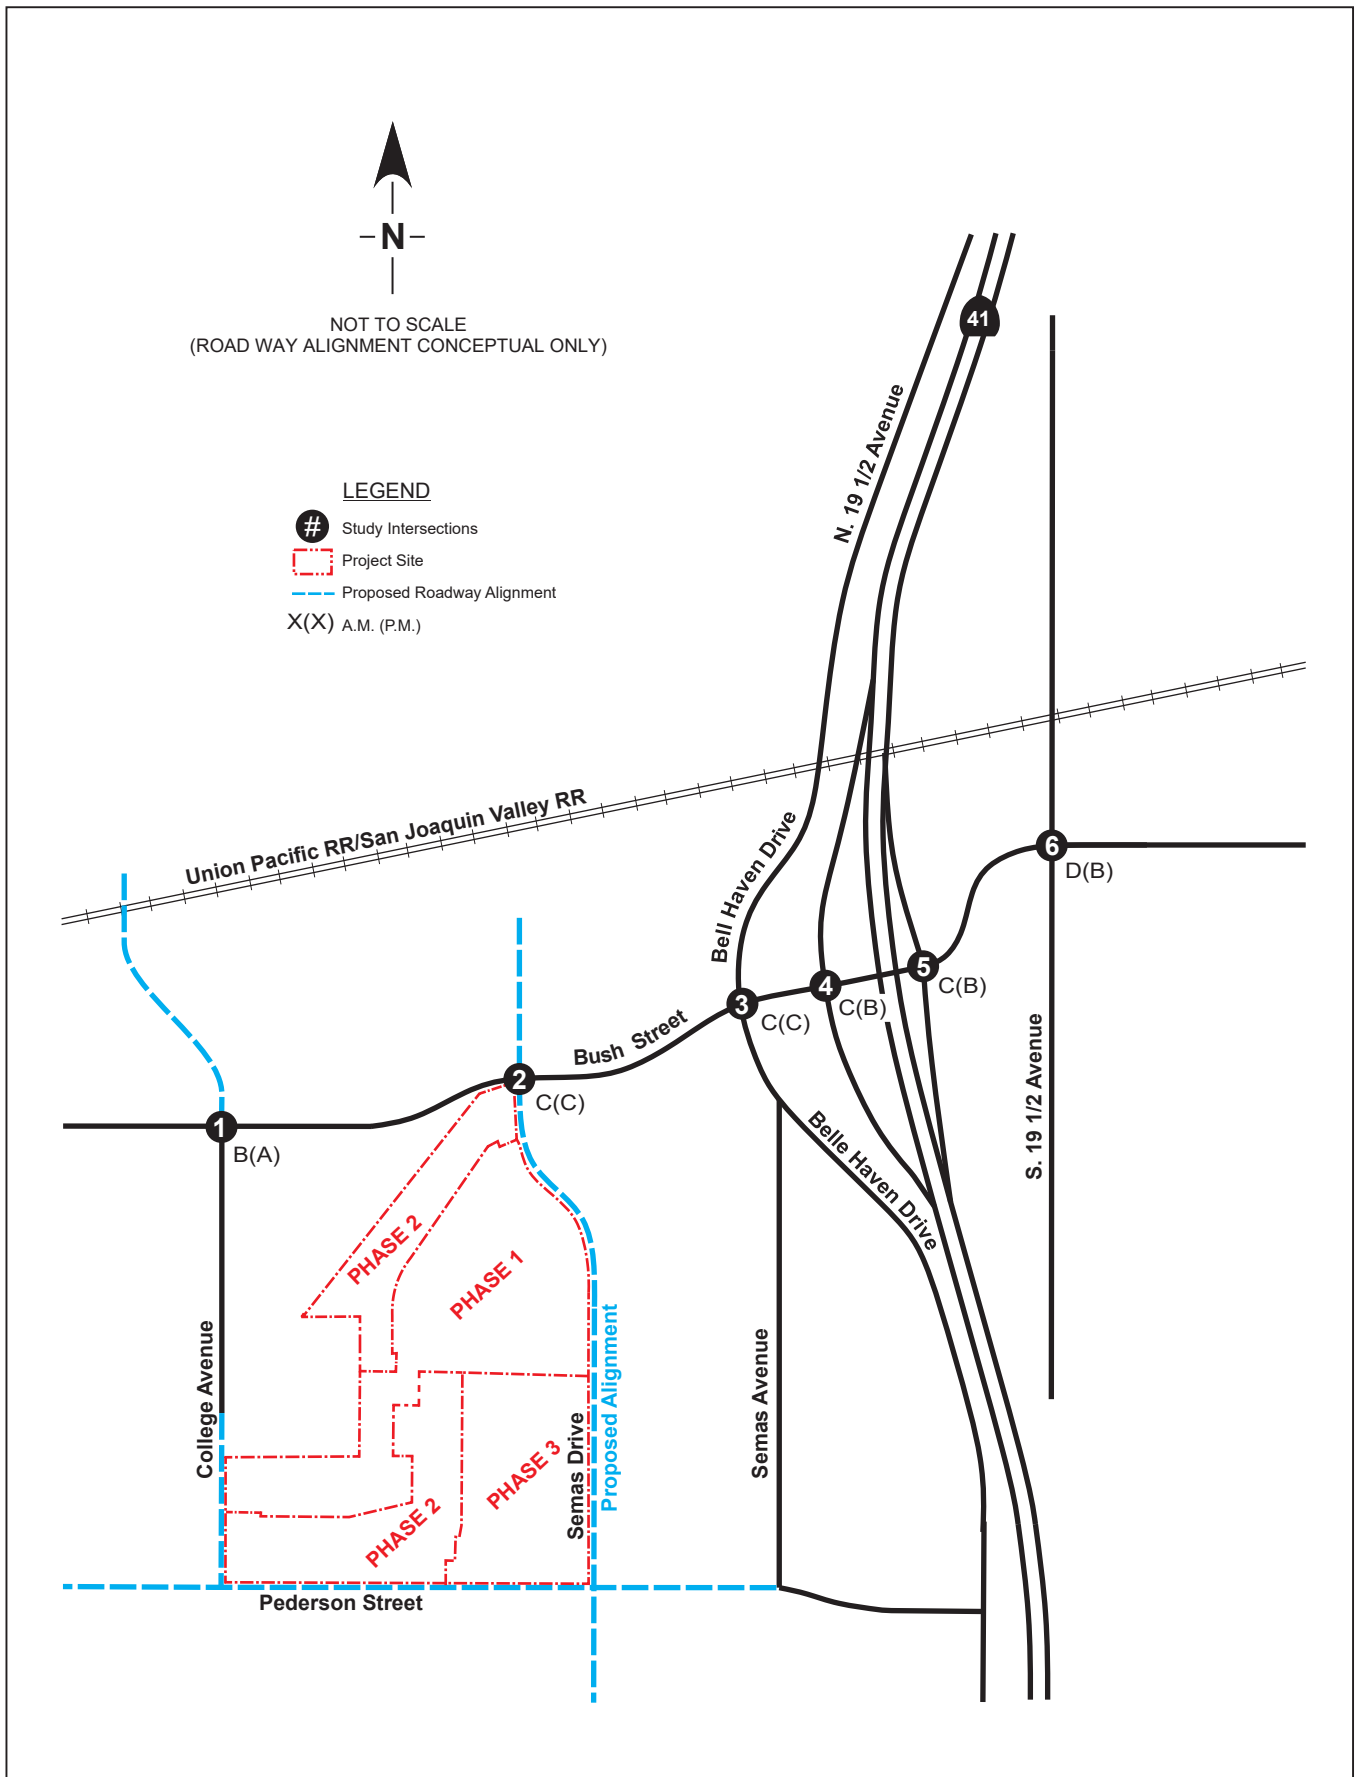 N
NOT TO SCALE
(ROAD WAY ALIGNMENT CONCEPTUAL ONLY)
41
N. 19 1/2 Avenue
LEGEND
# Study Intersections
Project Site
Proposed Roadway Alignment
X(X) A.M. (P.M.)
Union Pacific RR/San Joaquin Valley RR
Bell Haven Drive
6
D(B)
5
C(B)
4
C(B)
3
C(C)
Bush Street
2
C(C)
1
B(A)
S. 19 1/2 Avenue
Belle Haven Drive
PHASE 2
PHASE 1
College Avenue
Semas Drive
Proposed Alignment
Semas Avenue
PHASE 3
PHASE 2
Pederson Street